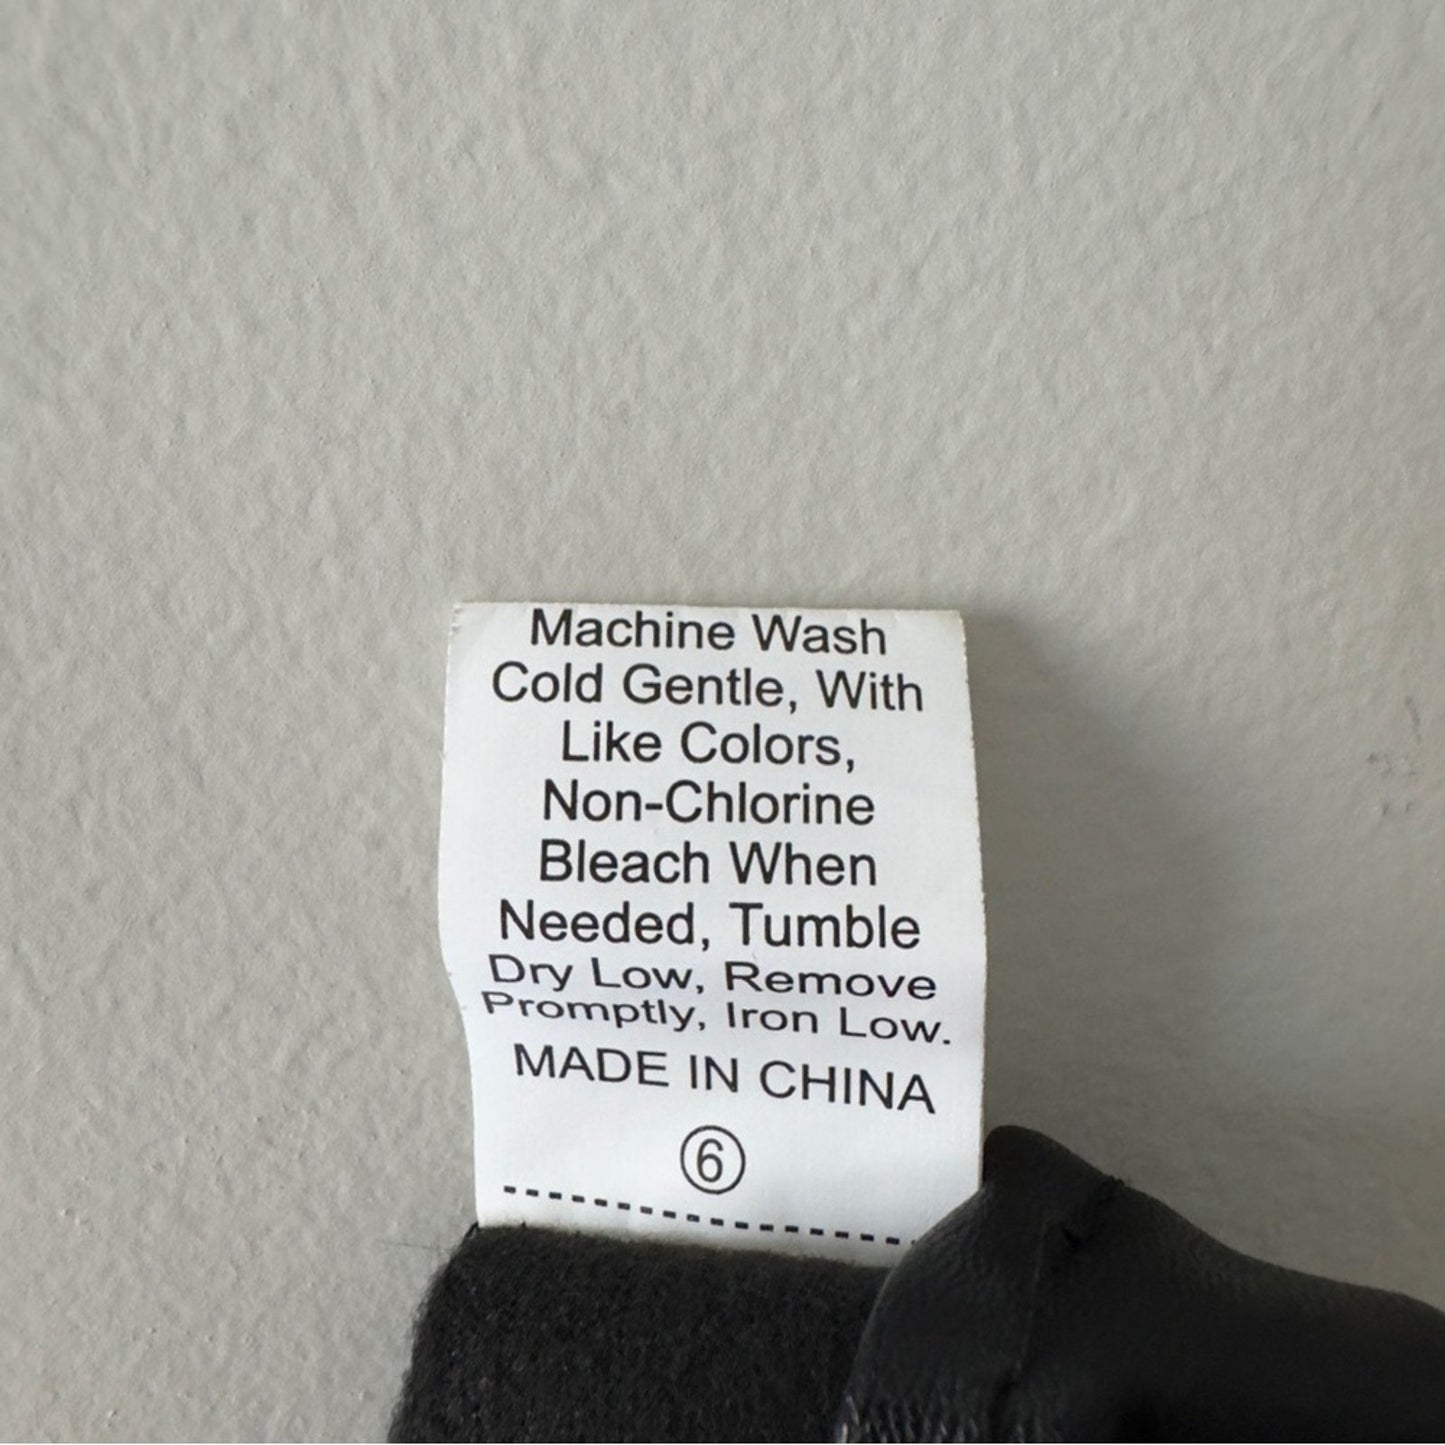 Machine Wash
Cold Gentle, With
Like Colors,
Non-Chlorine
Bleach When
Needed, Tumble
Dry Low, Remove
Promptly, Iron Low.
MADE IN CHINA
⑥